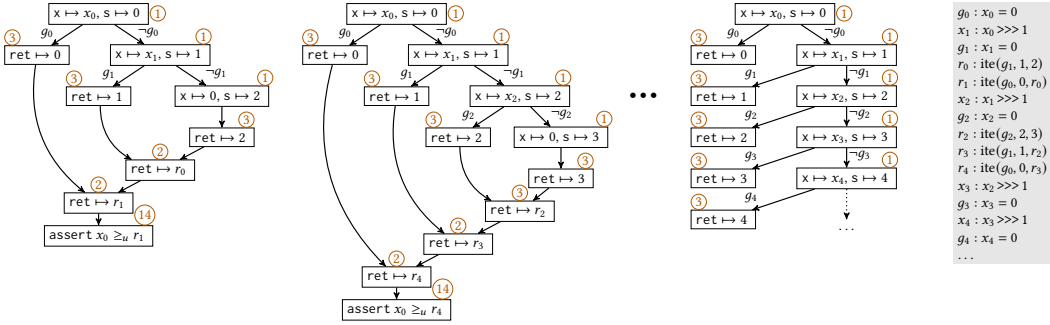 x ↦ x₀, s ↦ 0 ①
g₀ ¬g₀
③ ret ↦ 0
x ↦ x₁, s ↦ 1 ①
g₁ ¬g₁
③ ret ↦ 1
x ↦ 0, s ↦ 2 ①
③ ret ↦ 2
② ret ↦ r₀
② ret ↦ r₁
⑭ assert x₀ ≥ᵤ r₁
x ↦ x₀, s ↦ 0 ①
g₀ ¬g₀
③ ret ↦ 0
x ↦ x₁, s ↦ 1 ①
g₁ ¬g₁
③ ret ↦ 1
x ↦ x₂, s ↦ 2 ①
g₂ ¬g₂
③ ret ↦ 2
x ↦ 0, s ↦ 3 ①
③ ret ↦ 3
③ ret ↦ r₂
② ret ↦ r₃
② ret ↦ r₄
⑭ assert x₀ ≥ᵤ r₄
•••
x ↦ x₀, s ↦ 0 ①
g₀ ¬g₀
③ ret ↦ 0
x ↦ x₁, s ↦ 1 ①
g₁ ¬g₁
③ ret ↦ 1
x ↦ x₂, s ↦ 2 ①
g₂ ¬g₂
③ ret ↦ 2
x ↦ x₃, s ↦ 3 ①
g₃ ¬g₃
③ ret ↦ 3
x ↦ x₄, s ↦ 4 ①
g₄
③ ret ↦ 4
...
g₀ : x₀ = 0
x₁ : x₀ >>> 1
g₁ : x₁ = 0
r₀ : ite(g₁, 1, 2)
r₁ : ite(g₀, 0, r₀)
x₂ : x₁ >>> 1
g₂ : x₂ = 0
r₂ : ite(g₂, 2, 3)
r₃ : ite(g₁, 1, r₂)
r₄ : ite(g₀, 0, r₃)
x₃ : x₂ >>> 1
g₃ : x₃ = 0
x₄ : x₃ >>> 1
g₄ : x₄ = 0
...